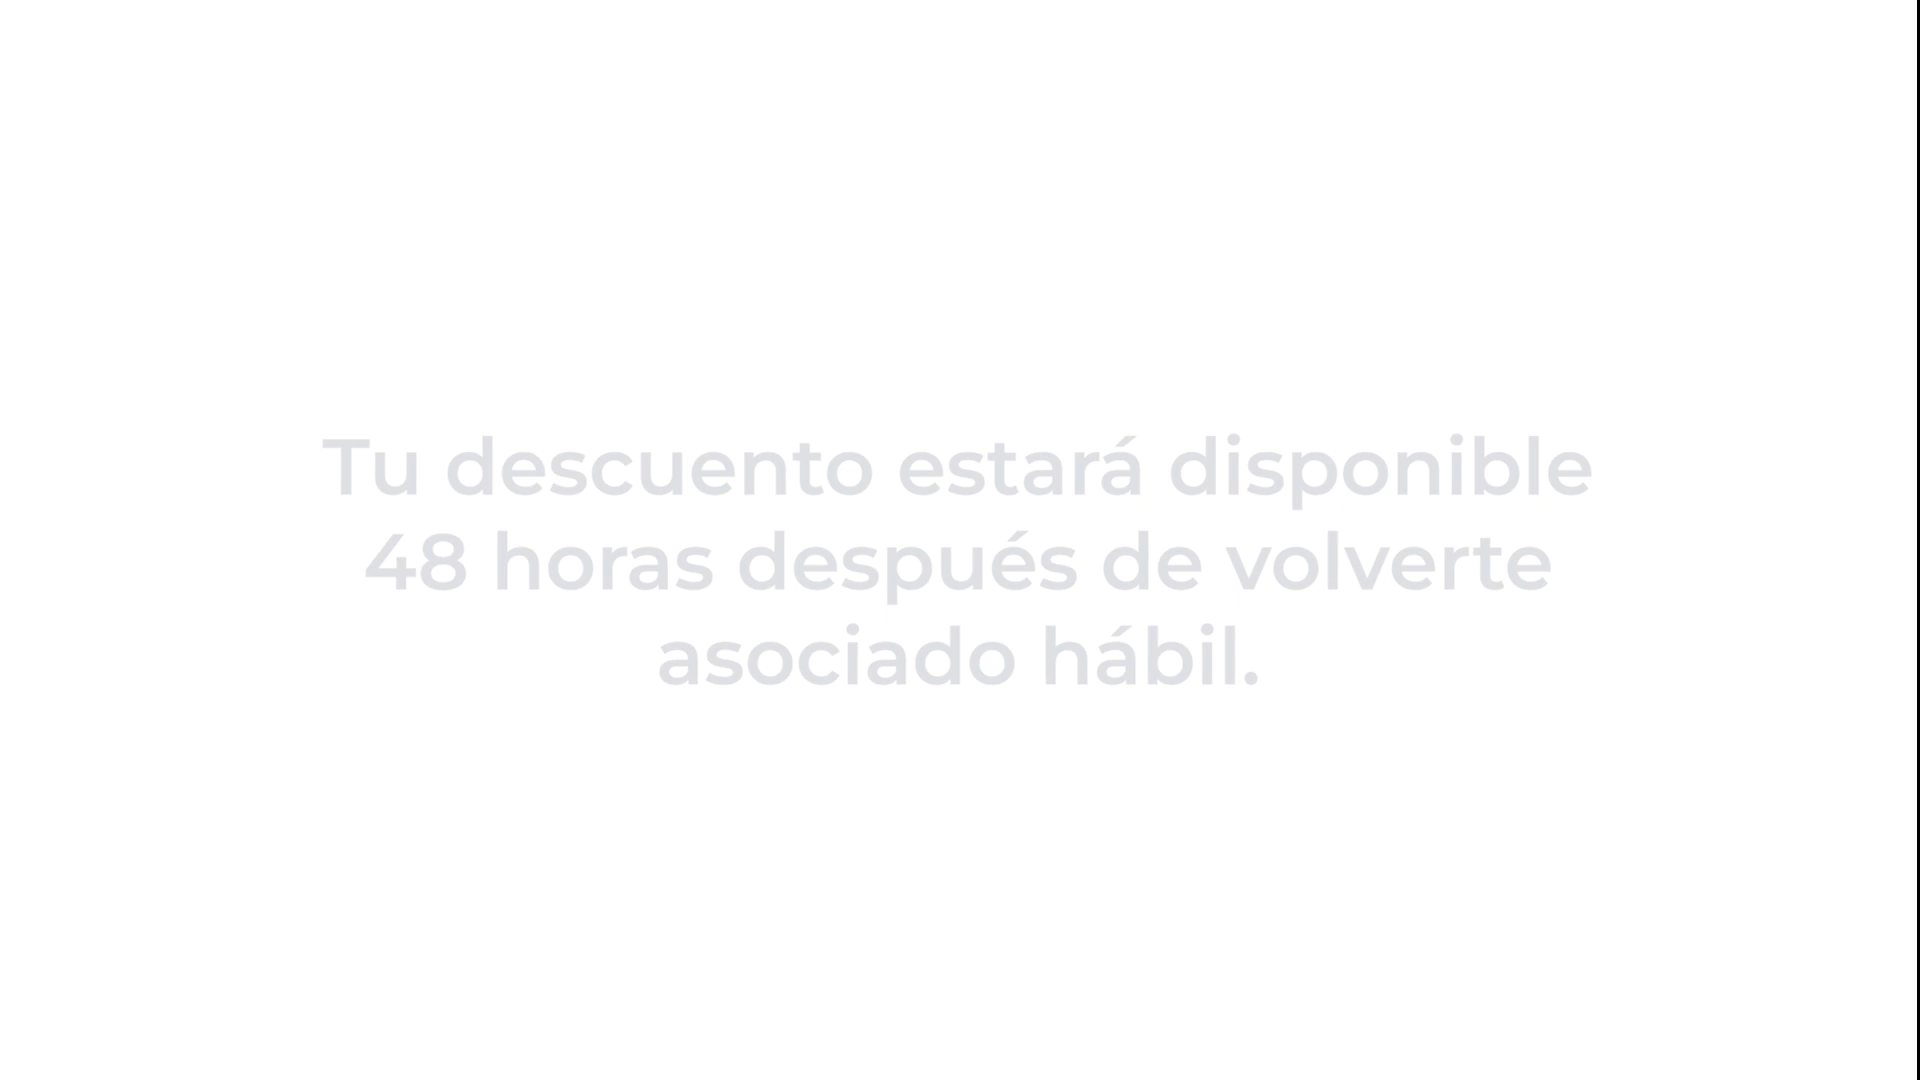 Tu descuento estará disponible
48 horas después de volverte
asociado hábil.